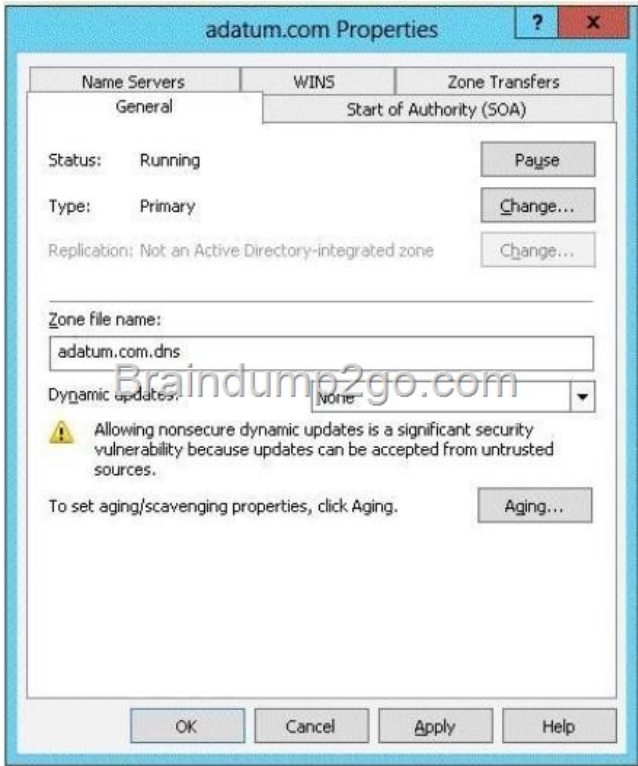 adatum.com Properties
?
x
Name Servers
WINS
Zone Transfers
General
Start of Authority (SOA)
Status: Running
Pause
Type: Primary
Change...
Replication: Not an Active Directory-integrated zone
Change...
Zone file name:
adatum.com.dns
Braindump2go.com
Dynamic updates:
None
Allowing nonsecure dynamic updates is a significant security
vulnerability because updates can be accepted from untrusted
sources.
To set aging/scavenging properties, click Aging.
Aging...
OK
Cancel
Apply
Help